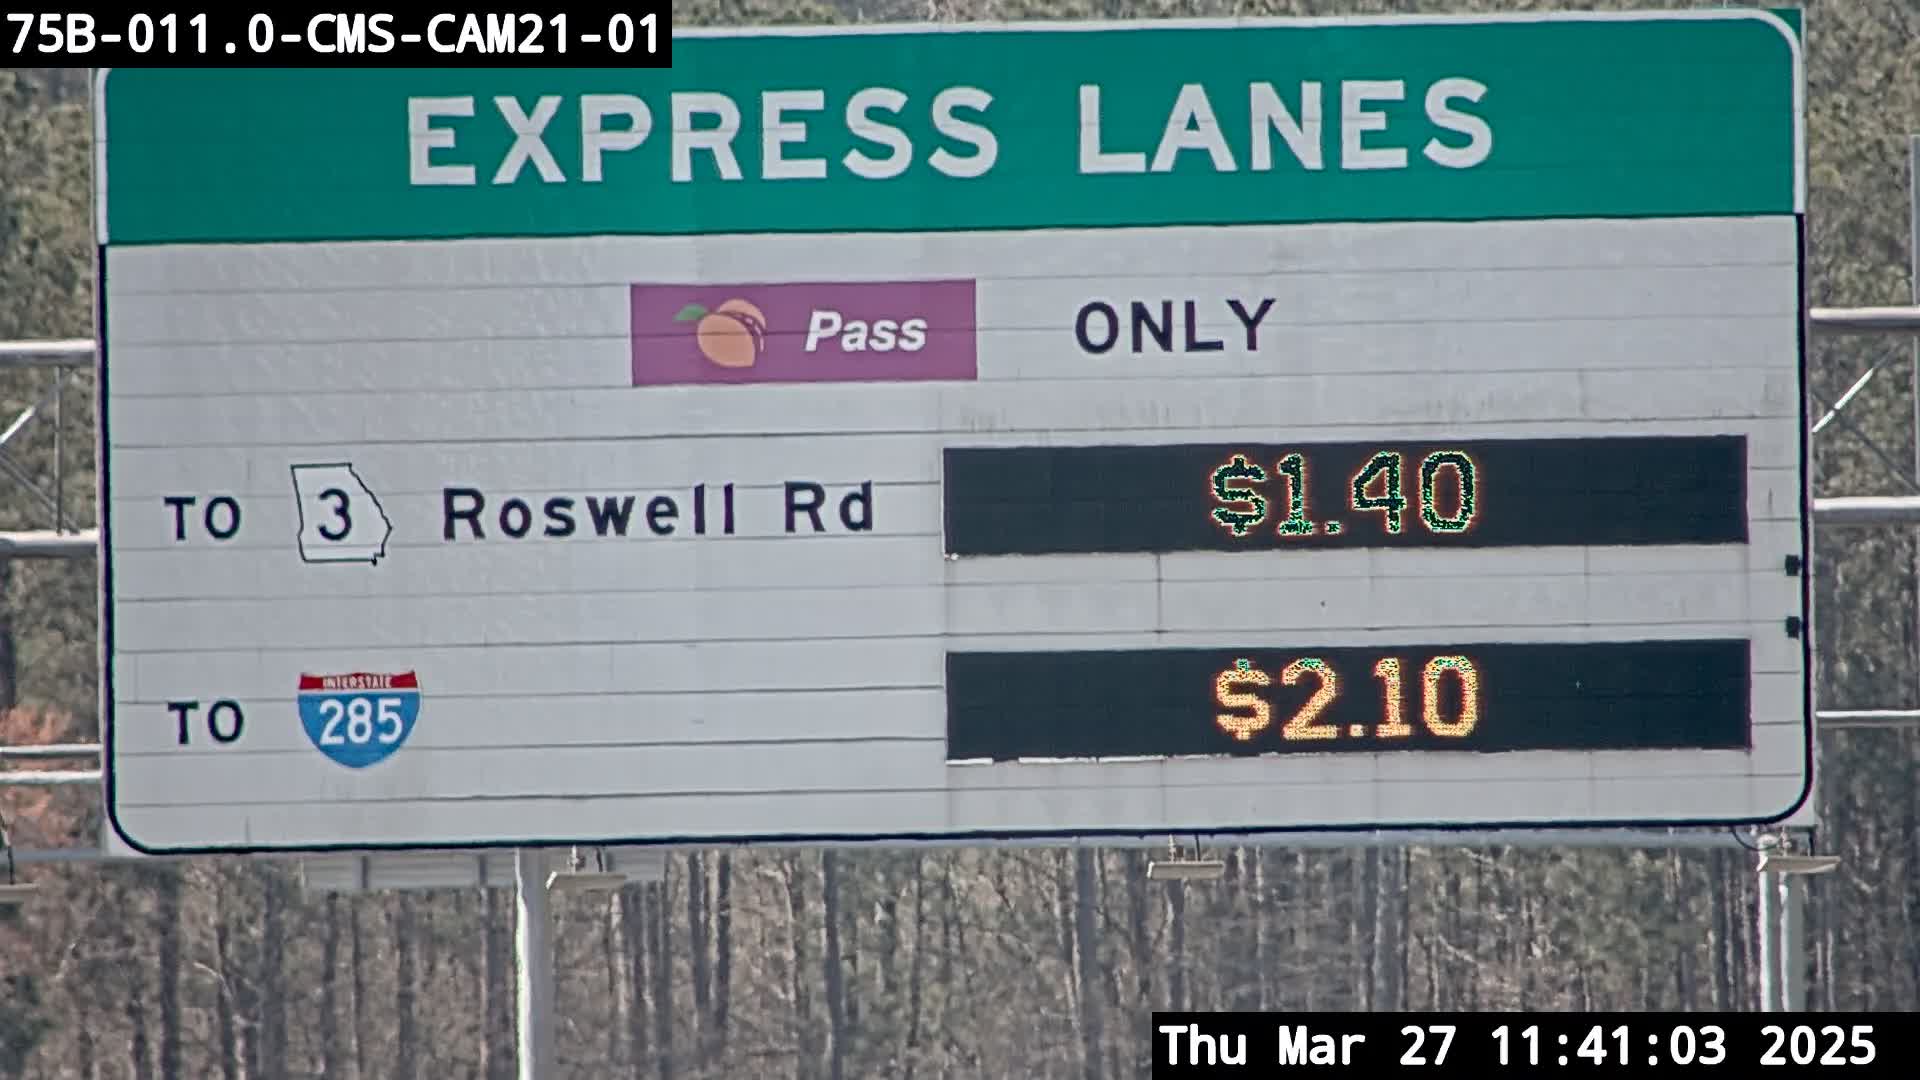 75B-011.0-CMS-CAM21-01
EXPRESS LANES
Pass ONLY
TO 3 Roswell Rd $1.40
INTERSTATE
TO 285 $2.10
Thu Mar 27 11:41:03 2025